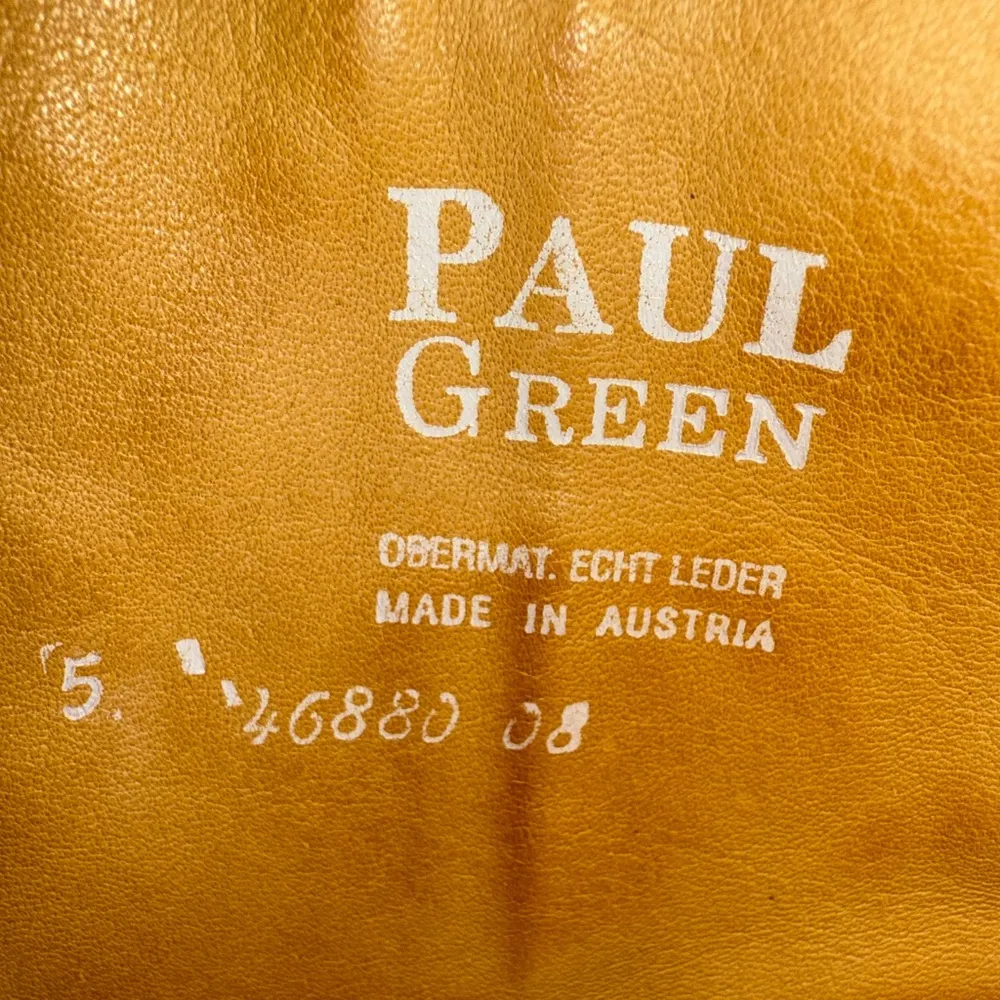 PAUL
GREEN
OBERMAT. ECHT LEDER
MADE IN AUSTRIA
5. 46880 08